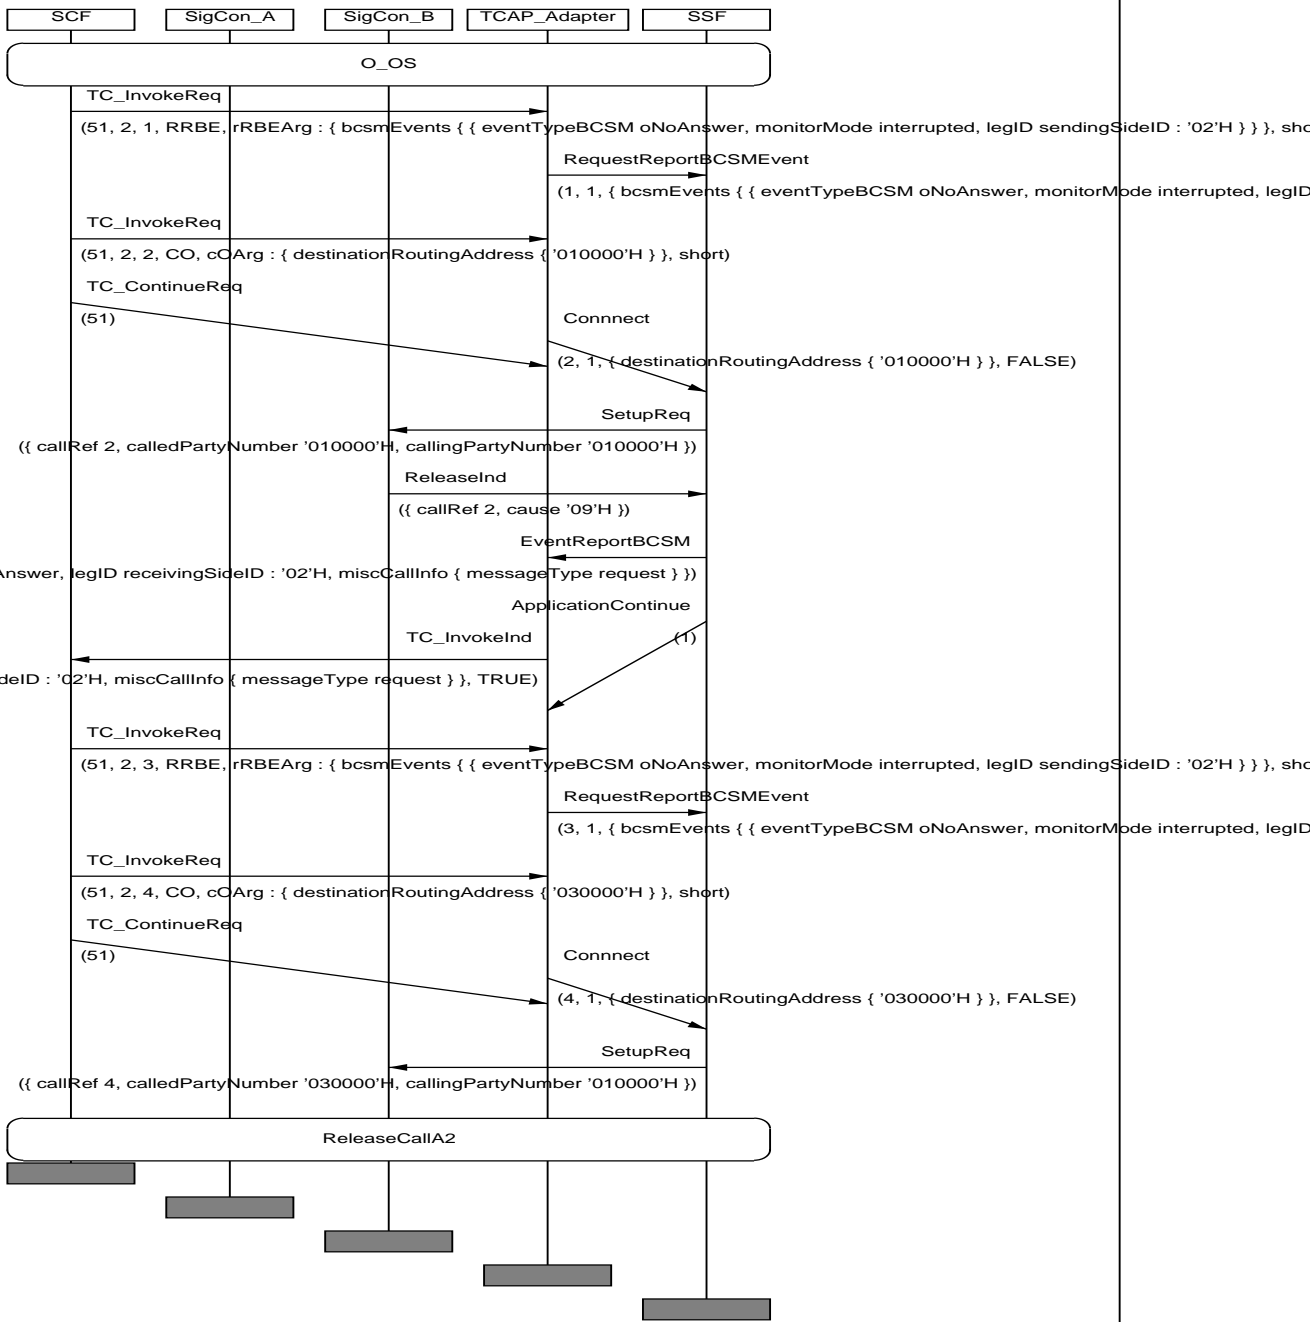 SCF SigCon_A SigCon_B TCAP_Adapter SSF
O_OS
TC_InvokeReq
(51, 2, 1, RRBE, rRBEArg : { bcsmEvents { { eventTypeBCSM oNoAnswer, monitorMode interrupted, legID sendingSideID : '02'H } } }, sho
RequestReportBCSMEvent
(1, 1, { bcsmEvents { { eventTypeBCSM oNoAnswer, monitorMode interrupted, legID
TC_InvokeReq
(51, 2, 2, CO, cOArg : { destinationRoutingAddress { '010000'H } }, short)
TC_ContinueReq
(51)
Connnect
(2, 1, { destinationRoutingAddress { '010000'H } }, FALSE)
SetupReq
({ callRef 2, calledPartyNumber '010000'H, callingPartyNumber '010000'H })
ReleaseInd
({ callRef 2, cause '09'H })
EventReportBCSM
Answer, legID receivingSideID : '02'H, miscCallInfo { messageType request } })
ApplicationContinue
(1)
TC_InvokeInd
deID : '02'H, miscCallInfo { messageType request } }, TRUE)
TC_InvokeReq
(51, 2, 3, RRBE, rRBEArg : { bcsmEvents { { eventTypeBCSM oNoAnswer, monitorMode interrupted, legID sendingSideID : '02'H } } }, sho
RequestReportBCSMEvent
(3, 1, { bcsmEvents { { eventTypeBCSM oNoAnswer, monitorMode interrupted, legID
TC_InvokeReq
(51, 2, 4, CO, cOArg : { destinationRoutingAddress { '030000'H } }, short)
TC_ContinueReq
(51)
Connnect
(4, 1, { destinationRoutingAddress { '030000'H } }, FALSE)
SetupReq
({ callRef 4, calledPartyNumber '030000'H, callingPartyNumber '010000'H })
ReleaseCallA2